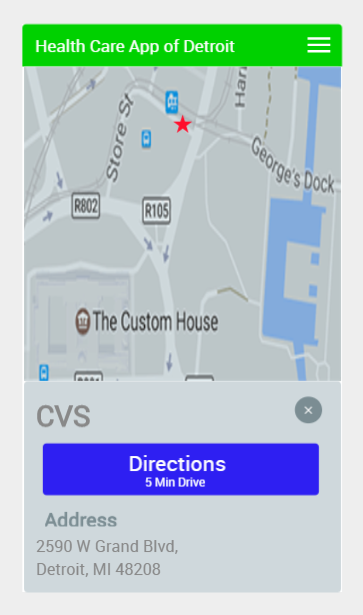 Health Care App of Detroit
Store St
George's Dock
R802
R105
The Custom House
CVS
Directions
5 Min Drive
Address
2590 W Grand Blvd,
Detroit, MI 48208